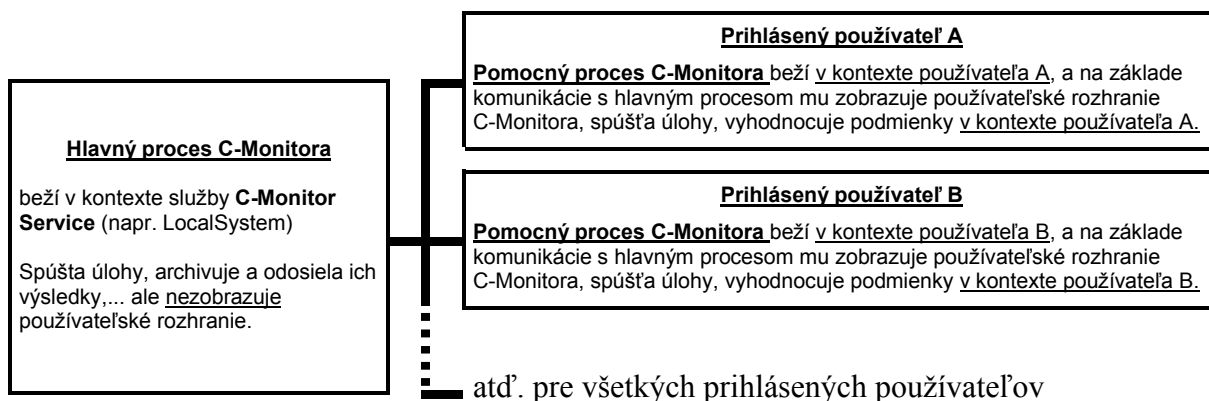 Hlavný proces C-Monitora
beží v kontexte služby C-Monitor
Service (napr. LocalSystem)
Spúšta úlohy, archivuje a odosiela ich
výsledky,... ale nezobrazuje
používateľské rozhranie.
Prihlásený používateľ A
Pomocný proces C-Monitora beží v kontexte používateľa A, a na základe
komunikácie s hlavným procesom mu zobrazuje používateľské rozhranie
C-Monitora, spúšťa úlohy, vyhodnocuje podmienky v kontexte používateľa A.
Prihlásený používateľ B
Pomocný proces C-Monitora beží v kontexte používateľa B, a na základe
komunikácie s hlavným procesom mu zobrazuje používateľské rozhranie
C-Monitora, spúšťa úlohy, vyhodnocuje podmienky v kontexte používateľa B.
atď. pre všetkých prihlásených používateľov